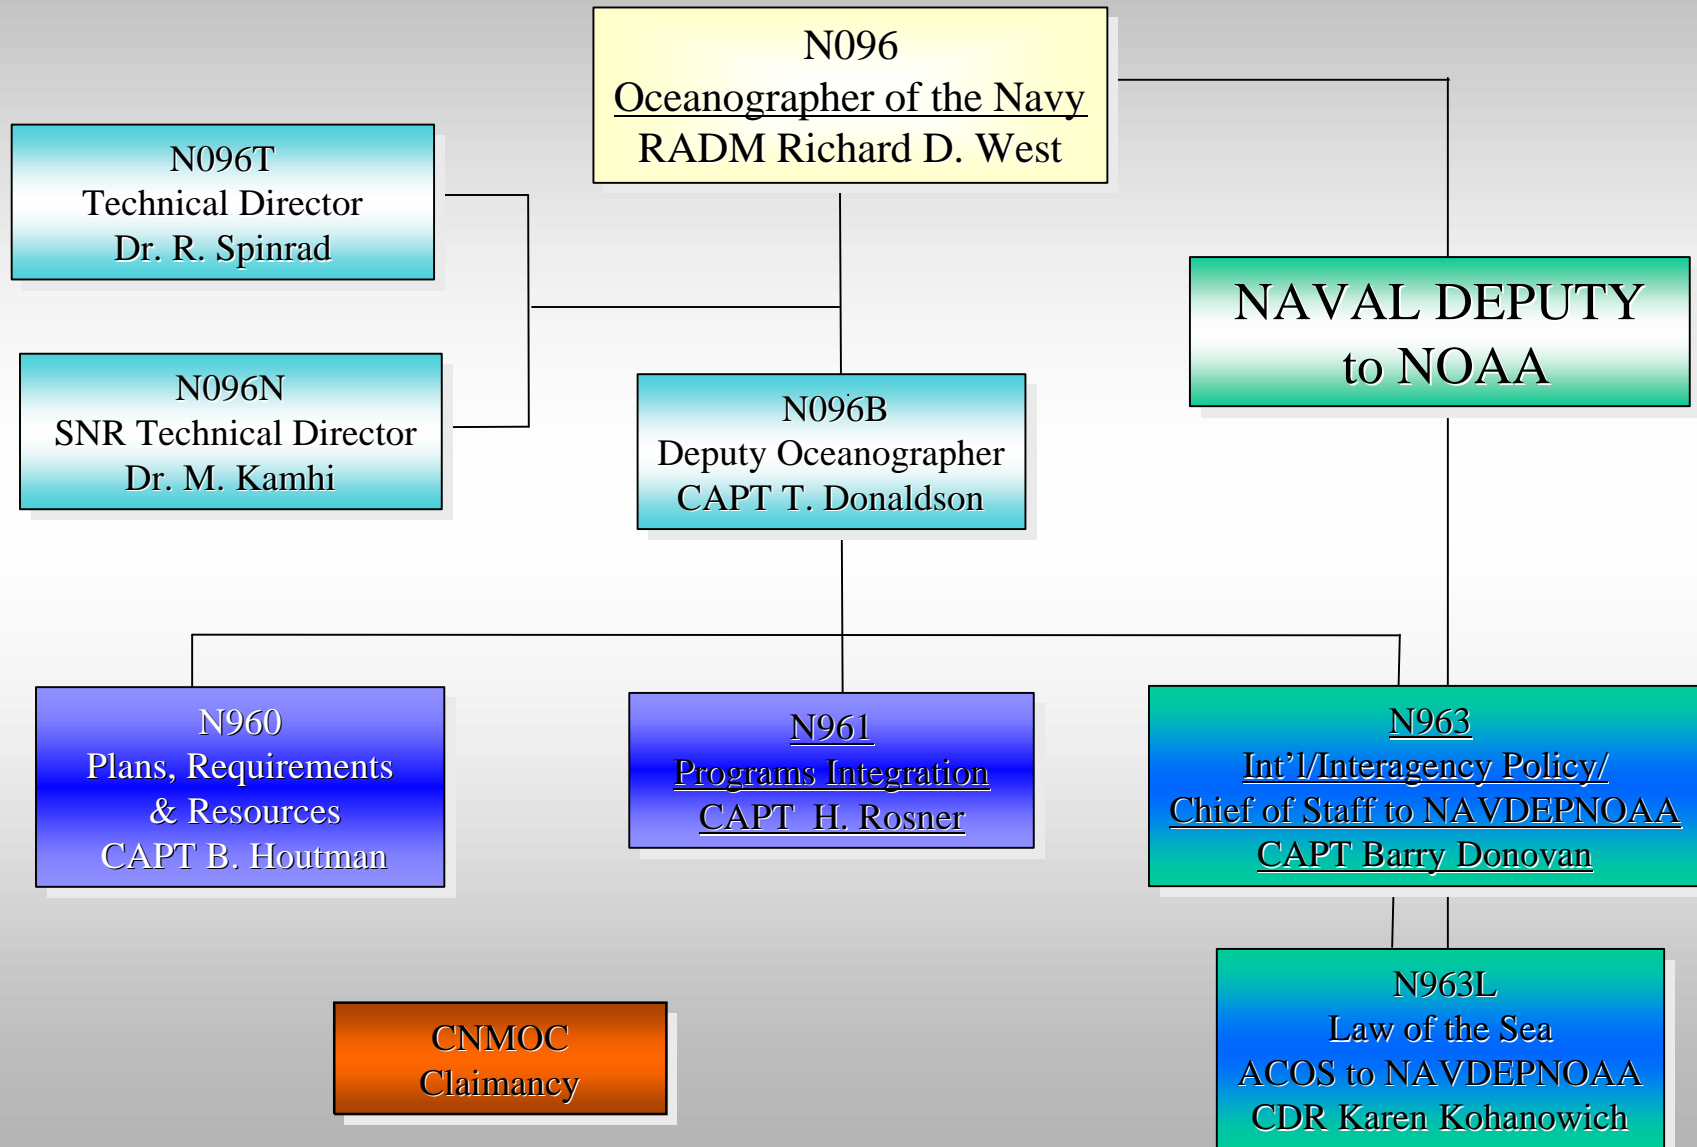 N096
Oceanographer of the Navy
RADM Richard D. West
N096T
Technical Director
Dr. R. Spinrad
NAVAL DEPUTY
to NOAA
N096N
SNR Technical Director
Dr. M. Kamhi
N096B
Deputy Oceanographer
CAPT T. Donaldson
N960
Plans, Requirements
& Resources
CAPT B. Houtman
N961
Programs Integration
CAPT H. Rosner
N963
Int’l/Interagency Policy/
Chief of Staff to NAVDEPNOAA
CAPT Barry Donovan
N963L
Law of the Sea
ACOS to NAVDEPNOAA
CDR Karen Kohanowich
CNMOC
Claimancy